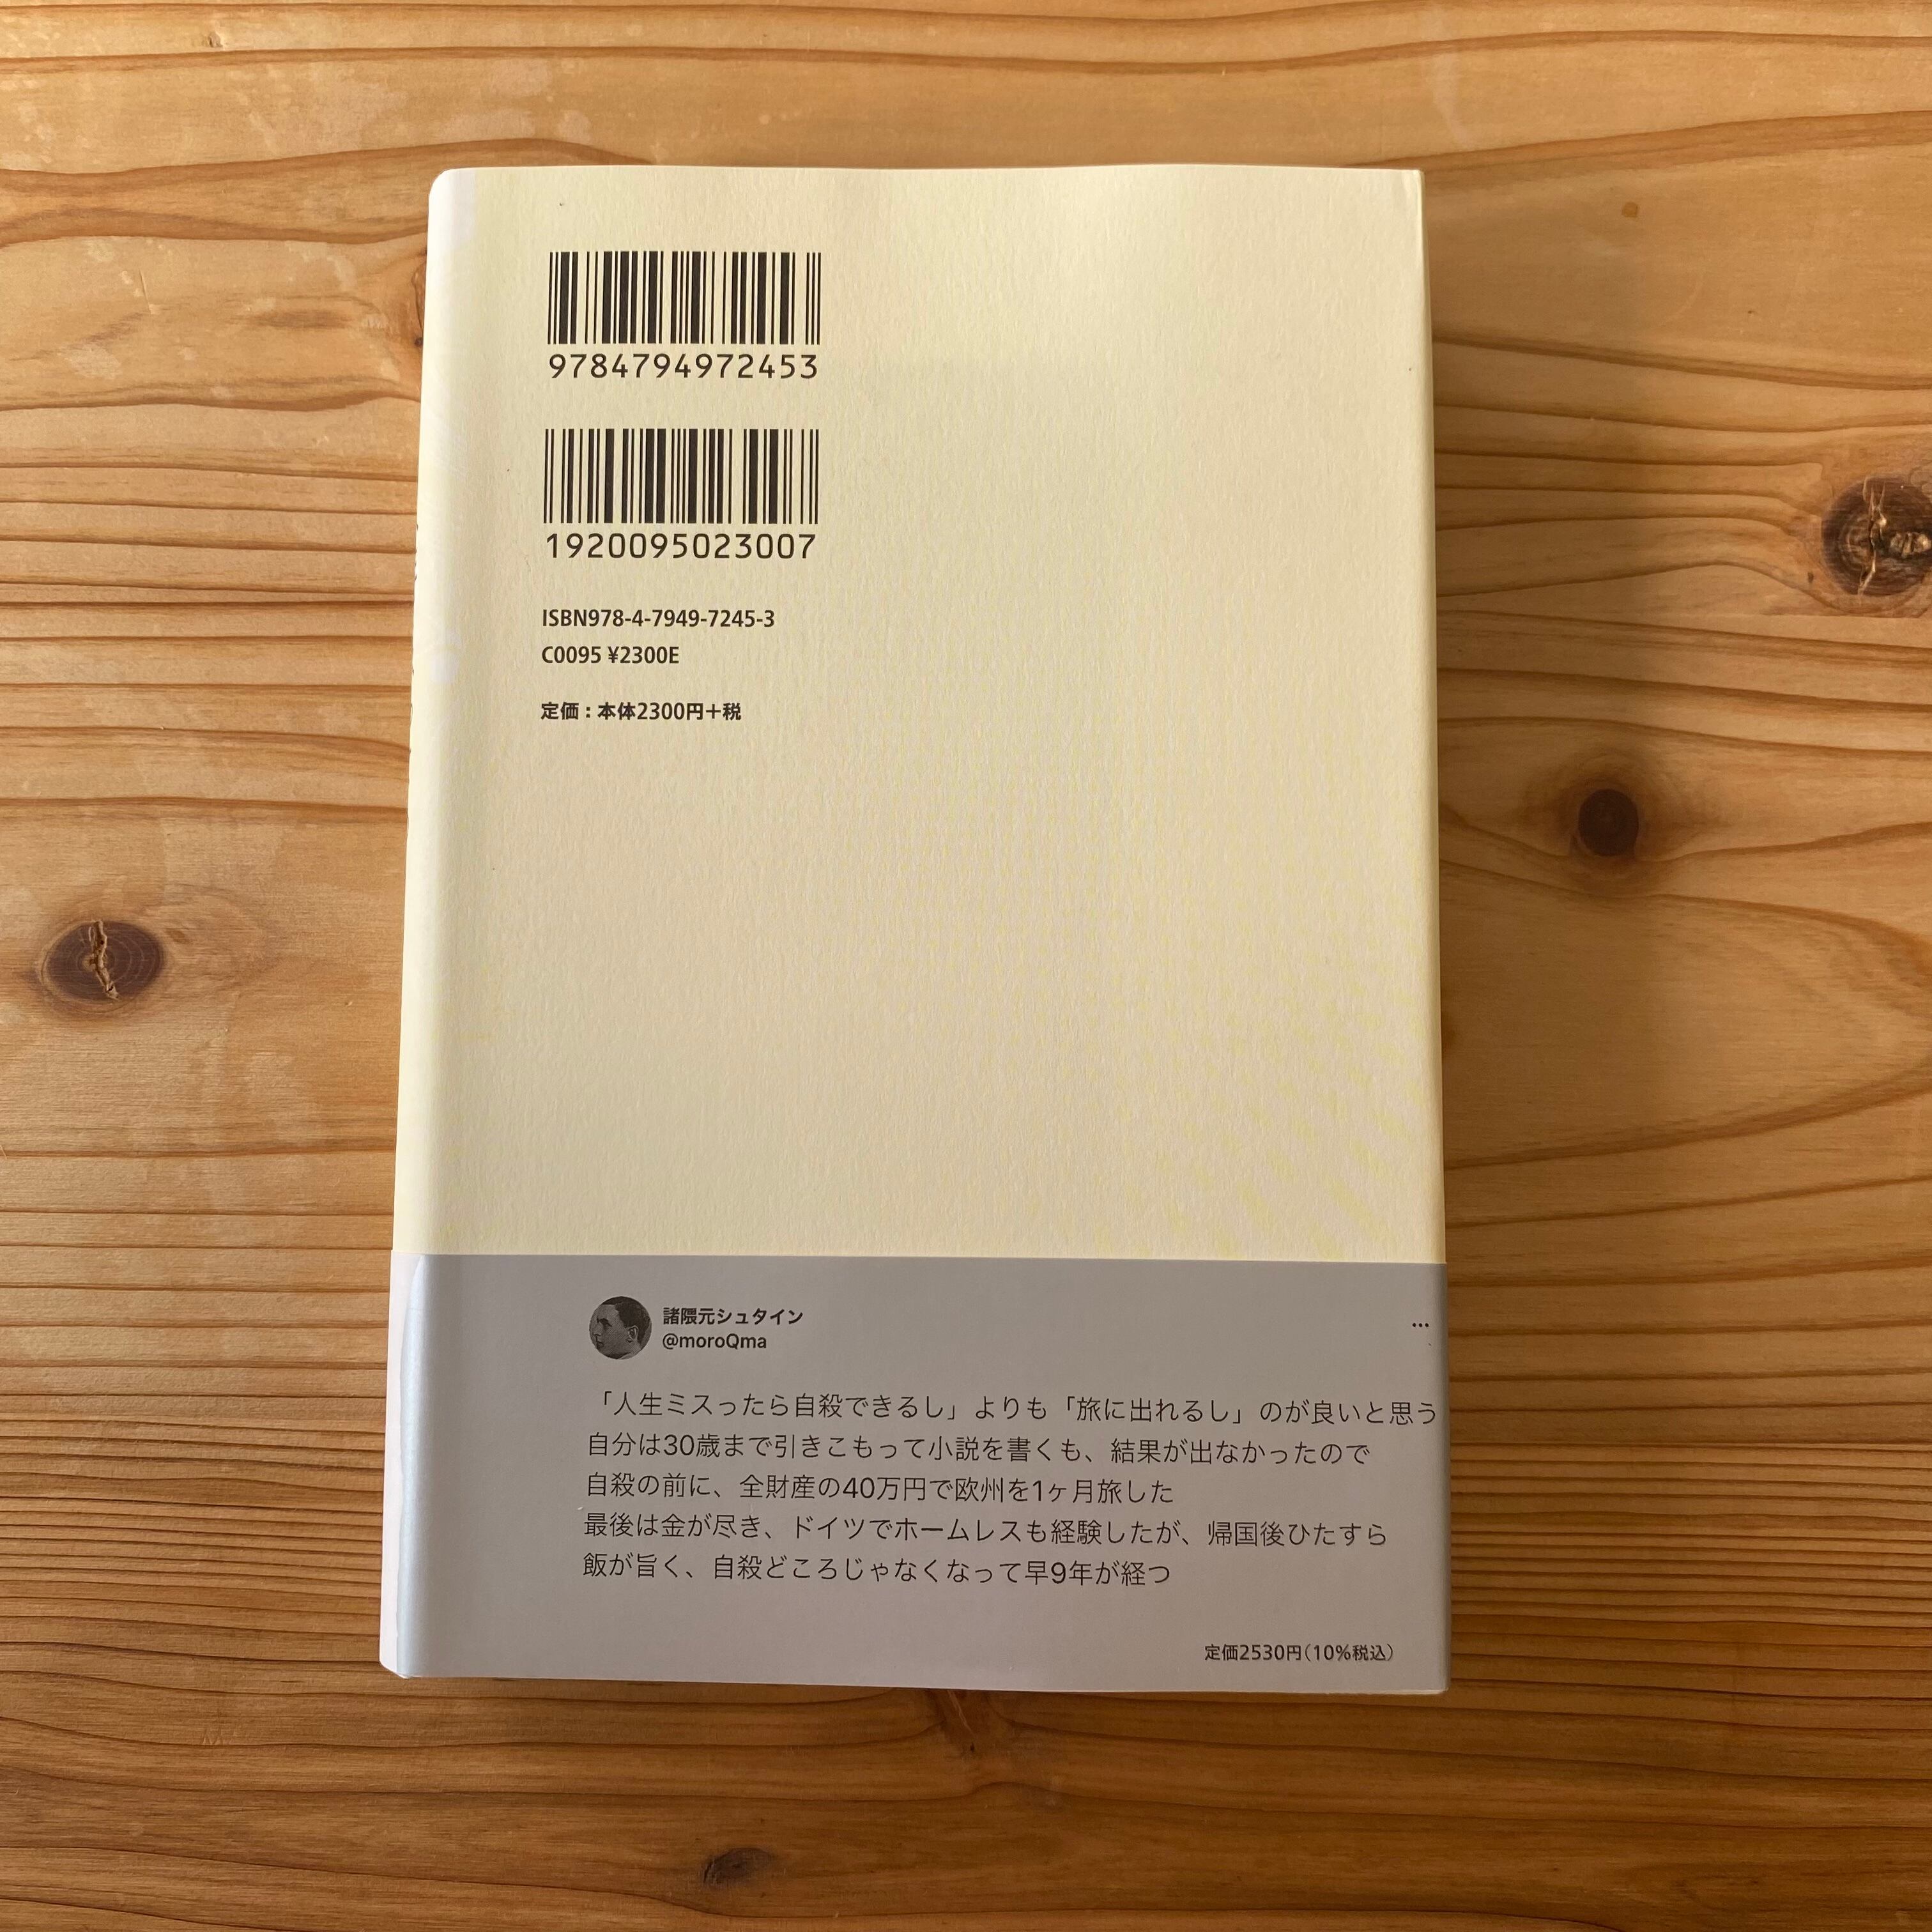 9784794972453
1920095023007
ISBN978-4-7949-7245-3
C0095 ¥2300E
定価：本体2300円＋税
諸隈元シュタイン
@moroQma
…
「人生ミスったら自殺できるし」よりも「旅に出れるし」のが良いと思う
自分は30歳まで引きこもって小説を書くも、結果が出なかったので
自殺の前に、全財産の40万円で欧州を1ヶ月旅した
最後は金が尽き、ドイツでホームレスも経験したが、帰国後ひたすら
飯が旨く、自殺どころじゃなくなって早9年が経つ
定価2530円（10%税込）